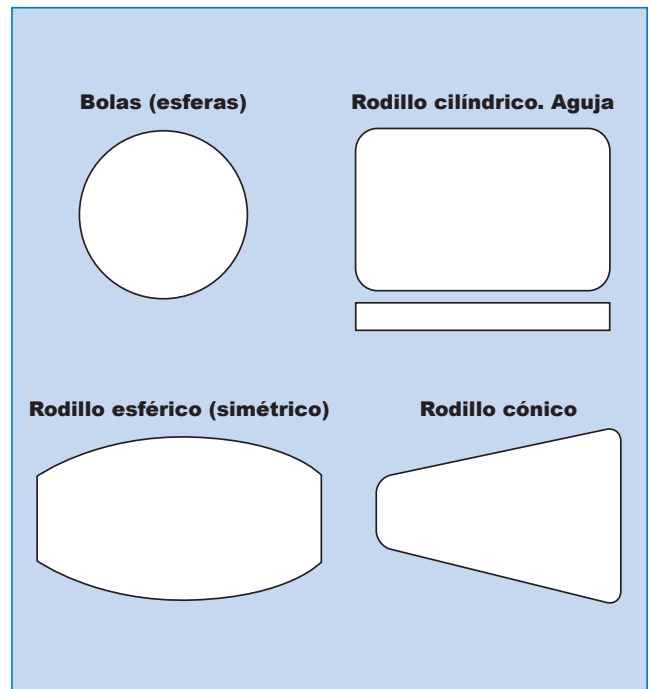 Bolas (esferas)
Rodillo cilíndrico. Aguja
Rodillo esférico (simétrico)
Rodillo cónico